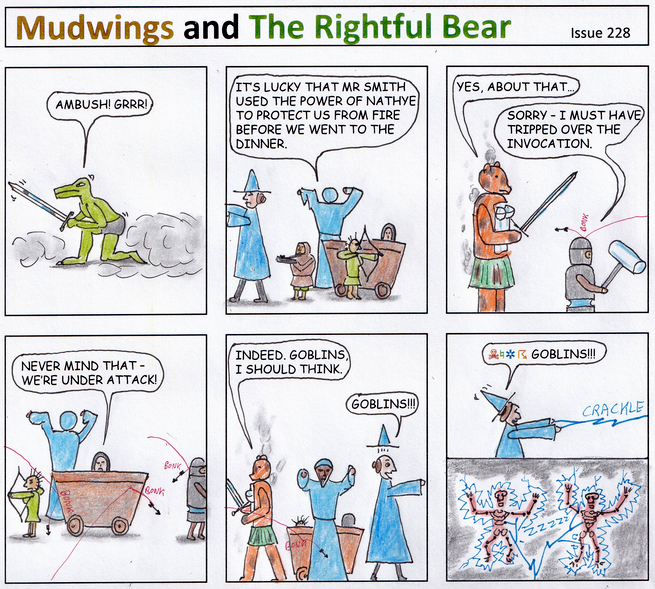 Mudwings and The Rightful Bear
Issue 228
AMBUSH! GRRR!
IT'S LUCKY THAT MR SMITH
USED THE POWER OF NATHYE
TO PROTECT US FROM FIRE
BEFORE WE WENT TO THE
DINNER.
YES, ABOUT THAT...
SORRY - I MUST HAVE
TRIPPED OVER THE
INVOCATION.
BONK
NEVER MIND THAT -
WE'RE UNDER ATTACK!
BONK
BONK
BONK
INDEED. GOBLINS,
I SHOULD THINK.
GOBLINS!!!
BONK
GOBLINS!!!
CRACKLE
ZZZZZZ